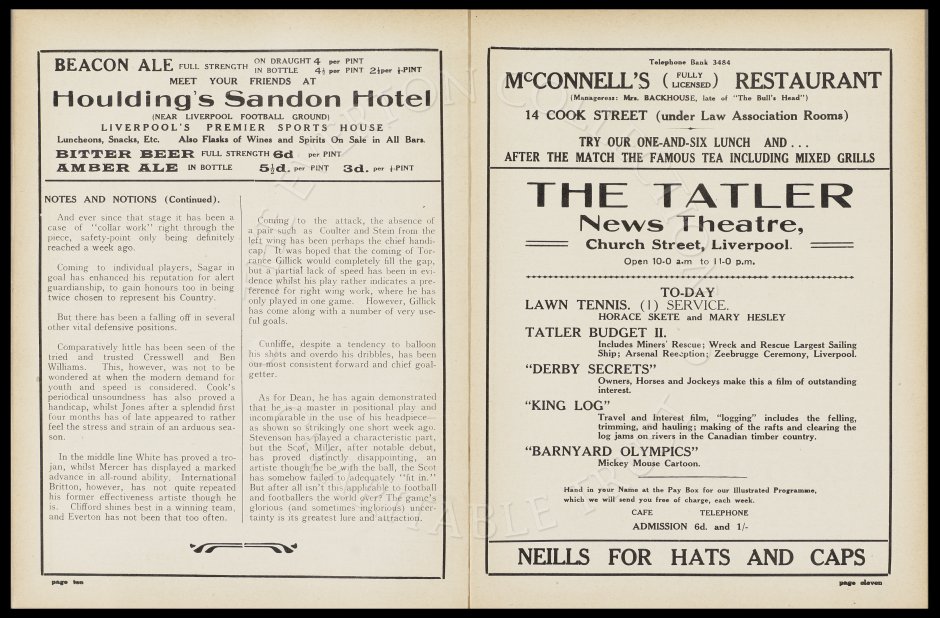 BEACON ALE FULL STRENGTH ON DRAUGHT 4 per PINT
IN BOTTLE 4½ per PINT 2½per ½-PINT
MEET YOUR FRIENDS AT
Houlding's Sandon Hotel
(NEAR LIVERPOOL FOOTBALL GROUND)
LIVERPOOL'S PREMIER SPORTS HOUSE
Luncheons, Snacks, Etc. Also Flasks of Wines and Spirits On Sale in All Bars.
BITTER BEER FULL STRENGTH 6d per PINT
AMBER ALE IN BOTTLE 5½d. per PINT 3d. per ½-PINT
NOTES AND NOTIONS (Continued).
And ever since that stage it has been a
case of "collar work" right through the
piece, safety-point only being definitely
reached a week ago.
Coming to individual players, Sagar in
goal has enhanced his reputation for alert
guardianship, to gain honours too in being
twice chosen to represent his Country.
But there has been a falling off in several
other vital defensive positions.
Comparatively little has been seen of the
tried and trusted Cresswell and Ben
Williams. This, however, was not to be
wondered at when the modern demand for
youth and speed is considered. Cook's
periodical unsoundness has also proved a
handicap, whilst Jones after a splendid first
four months has of late appeared to rather
feel the stress and strain of an arduous sea-
son.
In the middle line White has proved a tro-
jan, whilst Mercer has displayed a marked
advance in all-round ability. International
Britton, however, has not quite repeated
his former effectiveness artiste though he
is. Clifford shines best in a winning team,
and Everton has not been that too often.
Coming to the attack, the absence of
a pair such as Coulter and Stein from the
left wing has been perhaps the chief handi-
cap. It was hoped that the coming of Tor-
rance Gillick would completely fill the gap,
but a partial lack of speed has been in evi-
dence whilst his play rather indicates a pre-
ference for right wing work, where he has
only played in one game. However, Gillick
has come along with a number of very use-
ful goals.
Cunliffe, despite a tendency to balloon
his shots and overdo his dribbles, has been
our most consistent forward and chief goal-
getter.
As for Dean, he has again demonstrated
that he is a master in positional play and
incomparable in the use of his headpiece—
as shown so strikingly one short week ago.
Stevenson has played a characteristic part,
but the Scot, Miller, after notable debut,
has proved distinctly disappointing, an
artiste though he be with the ball, the Scot
has somehow failed to adequately "fit in."
But after all isn't this applicable to football
and footballers the world over? The game's
glorious (and sometimes inglorious) uncer-
tainty is its greatest lure and attraction.
page ten
Telephone Bank 3484
McCONNELL'S (FULLY LICENSED) RESTAURANT
(Manageress: Mrs. BACKHOUSE, late of "The Bull's Head")
14 COOK STREET (under Law Association Rooms)
TRY OUR ONE-AND-SIX LUNCH AND . . .
AFTER THE MATCH THE FAMOUS TEA INCLUDING MIXED GRILLS
THE TATLER
News Theatre,
Church Street, Liverpool.
Open 10-0 a.m to 11-0 p.m.
TO-DAY
LAWN TENNIS. (1) SERVICE.
HORACE SKETE and MARY HESLEY
TATLER BUDGET II.
Includes Miners' Rescue; Wreck and Rescue Largest Sailing
Ship; Arsenal Reception; Zeebrugge Ceremony, Liverpool.
"DERBY SECRETS"
Owners, Horses and Jockeys make this a film of outstanding
interest.
"KING LOG"
Travel and Interest film, "logging" includes the felling,
trimming, and hauling; making of the rafts and clearing the
log jams on rivers in the Canadian timber country.
"BARNYARD OLYMPICS"
Mickey Mouse Cartoon.
Hand in your Name at the Pay Box for our Illustrated Programme,
which we will send you free of charge, each week.
CAFE TELEPHONE
ADMISSION 6d. and 1/-
NEILLS FOR HATS AND CAPS
page eleven